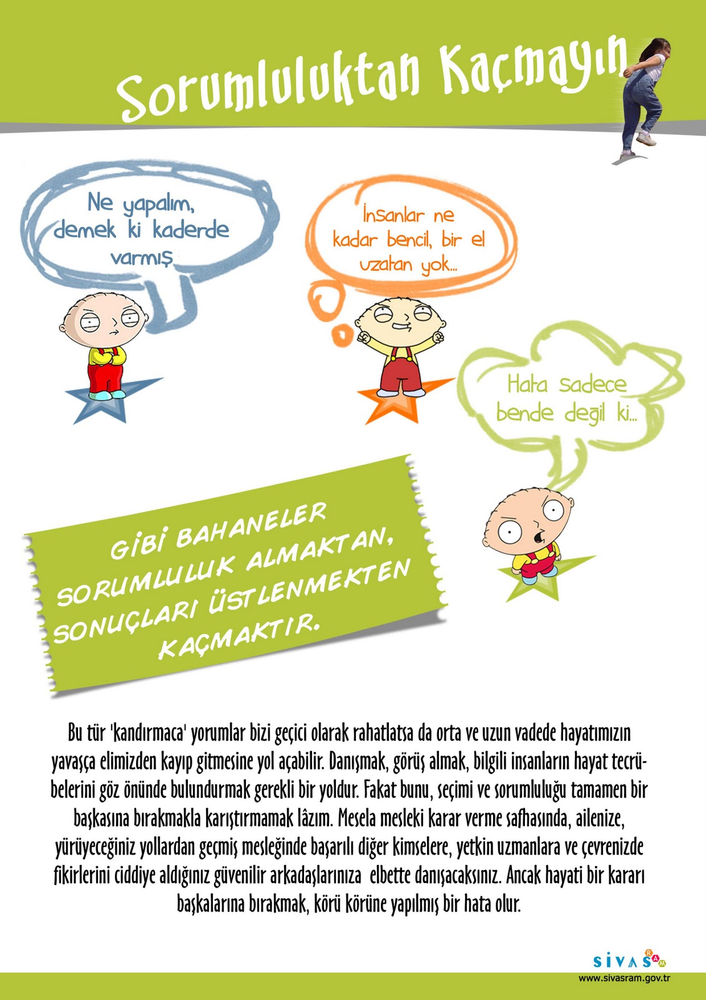 Sorumluluktan Kaçmayın
Ne yapalım,
demek ki kaderde
varmış
İnsanlar ne
kadar bencil, bir el
uzatan yok...
Hata sadece
bende değil ki...
GİBİ BAHANELER
SORUMLULUK ALMAKTAN,
SONUÇLARI ÜSTLENMEKTEN
KAÇMAKTIR.
Bu tür 'kandırmaca' yorumlar bizi geçici olarak rahatlatsa da orta ve uzun vadede hayatımızın
yavaşça elimizden kayıp gitmesine yol açabilir. Danışmak, görüş almak, bilgili insanların hayat tecrü-
belerini göz önünde bulundurmak gerekli bir yoldur. Fakat bunu, seçimi ve sorumluluğu tamamen bir
başkasına bırakmakla karıştırmamak lâzım. Mesela mesleki karar verme safhasında, ailenize,
yürüyeceğiniz yollardan geçmiş mesleğinde başarılı diğer kimselere, yetkin uzmanlara ve çevrenizde
fikirlerini ciddiye aldığınız güvenilir arkadaşlarınıza elbette danışacaksınız. Ancak hayati bir kararı
başkalarına bırakmak, körü körüne yapılmış bir hata olur.
SİVAS RAM
www.sivasram.gov.tr